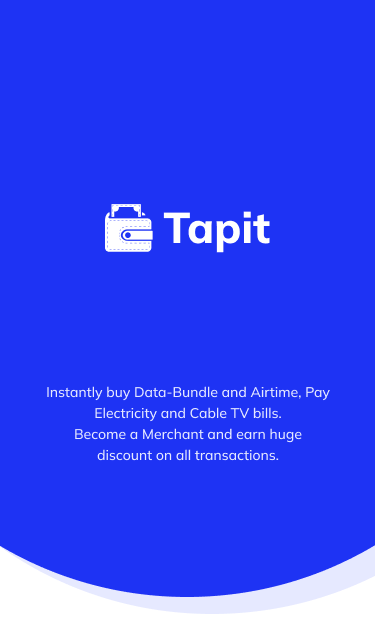 Tapit
Instantly buy Data-Bundle and Airtime, Pay
Electricity and Cable TV bills.
Become a Merchant and earn huge
discount on all transactions.